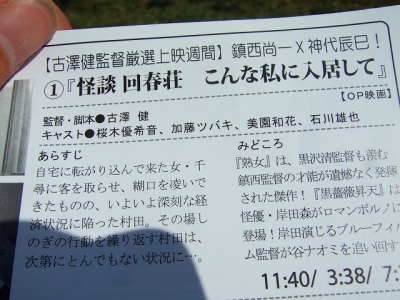 【古澤健監督厳選上映週間】鎮西尚一X神代辰巳！
①『怪談 回春荘 こんな私に入居して』
【OP映画】
監督・脚本●古澤 健
キャスト●桜木優希音、加藤ツバキ、美園和花、石川雄也
あらすじ
自宅に転がり込んで来た女・千
尋に客を取らせ、糊口を凌いで
きたものの、いよいよ深刻な経
済状況に陥った村田。その場し
のぎの行動を繰り返す村田は、
次第にとんでもない状況に…。
みどころ
『熟女』は、黒沢清監督も羨む
鎮西監督の才能が遺憾なく発揮
された傑作！『黒薔薇昇天』は
怪優・岸田森がロマンポルノに
登場！岸田演じるブルーフィル
ム監督が谷ナオミを追い回す
11:40/ 3:38/ 7: